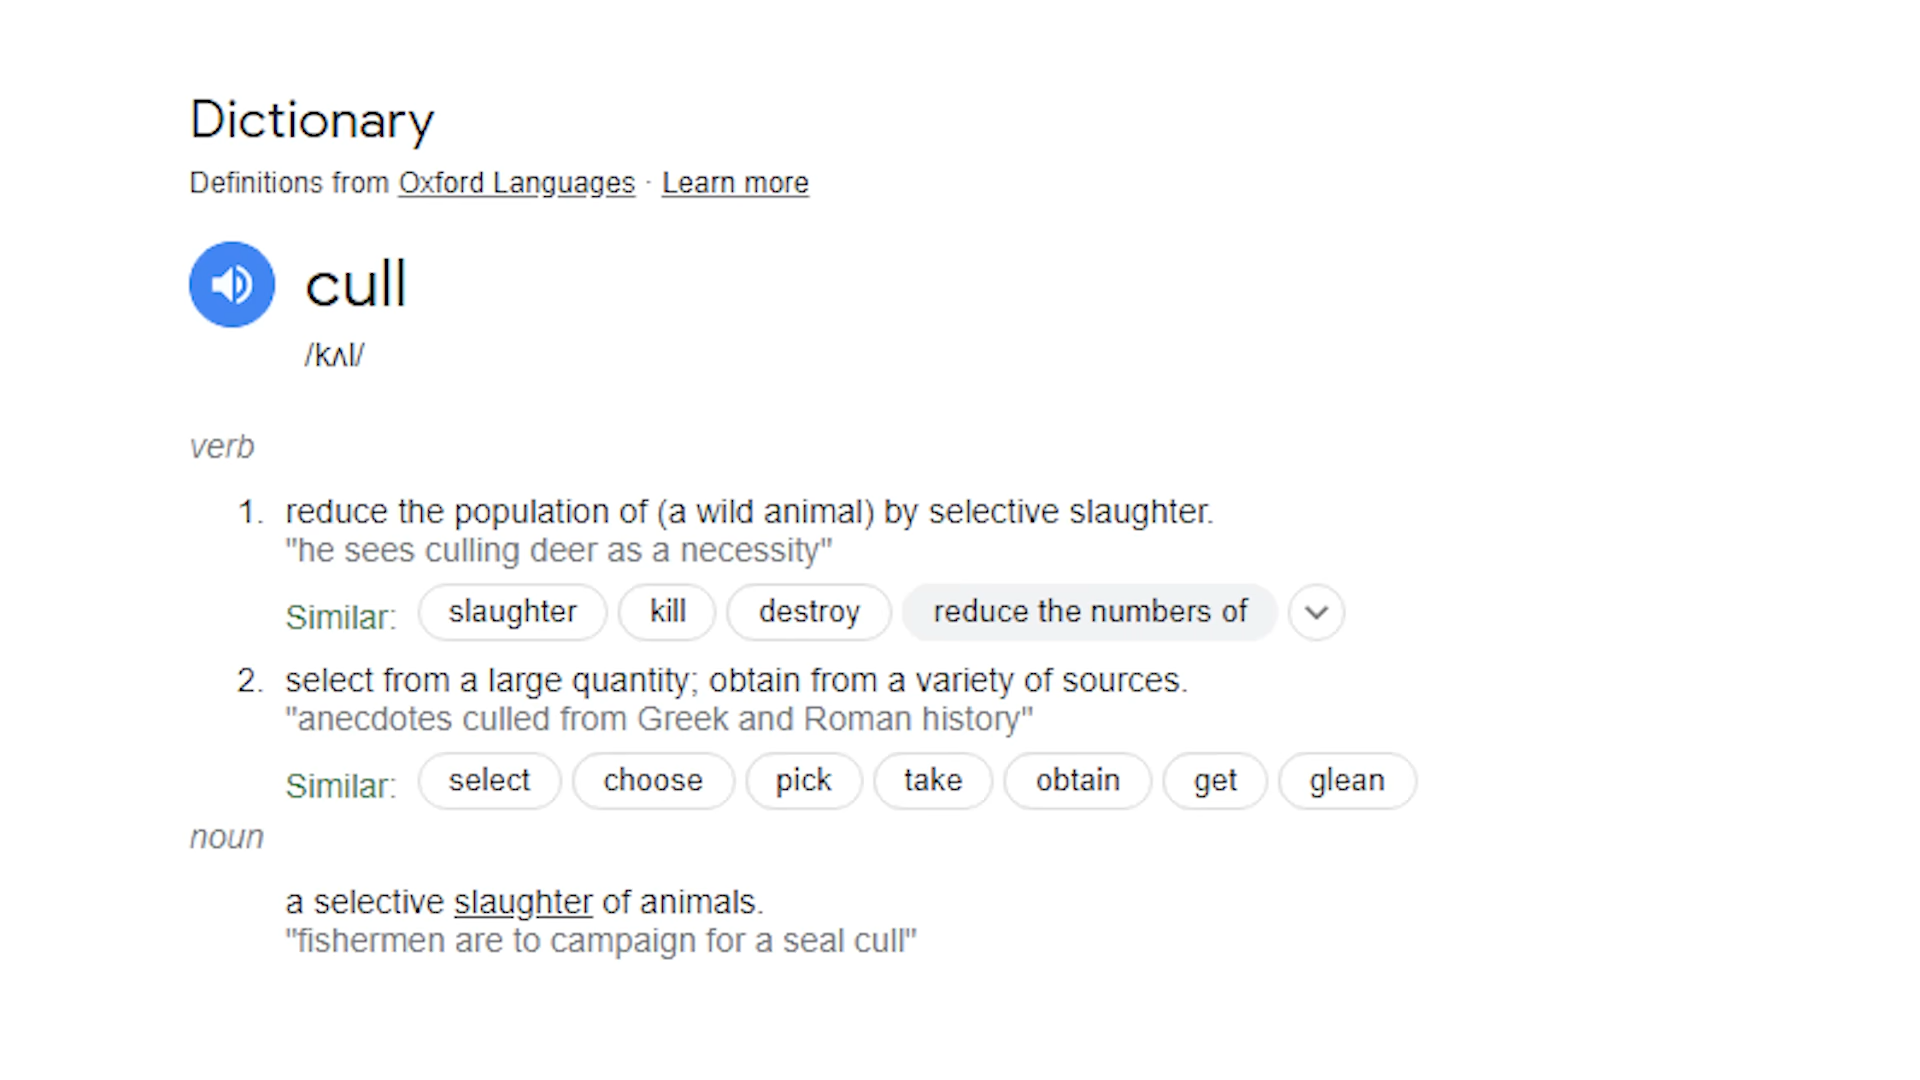 Dictionary
Definitions from Oxford Languages · Learn more
cull
/kʌl/
verb
1. reduce the population of (a wild animal) by selective slaughter.
"he sees culling deer as a necessity"
Similar: slaughter kill destroy reduce the numbers of
2. select from a large quantity; obtain from a variety of sources.
"anecdotes culled from Greek and Roman history"
Similar: select choose pick take obtain get glean
noun
a selective slaughter of animals.
"fishermen are to campaign for a seal cull"